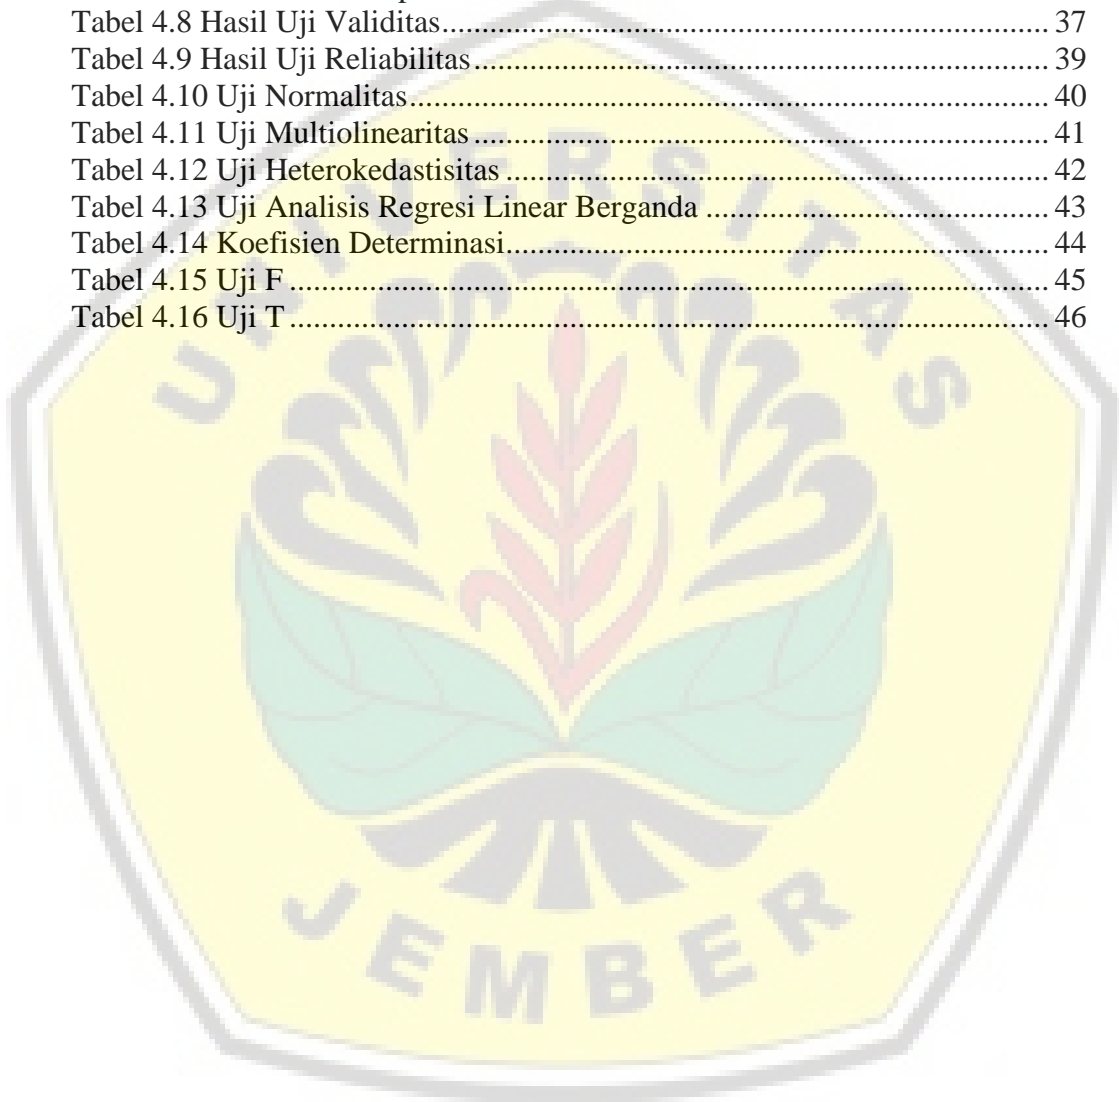 Tabel 4.8 Hasil Uji Validitas........................................................................... 37
Tabel 4.9 Hasil Uji Reliabilitas....................................................................... 39
Tabel 4.10 Uji Normalitas............................................................................... 40
Tabel 4.11 Uji Multiolinearitas....................................................................... 41
Tabel 4.12 Uji Heterokedastisitas ................................................................... 42
Tabel 4.13 Uji Analisis Regresi Linear Berganda .......................................... 43
Tabel 4.14 Koefisien Determinasi................................................................... 44
Tabel 4.15 Uji F .............................................................................................. 45
Tabel 4.16 Uji T .............................................................................................. 46
UNIVERSITAS
JEMBER